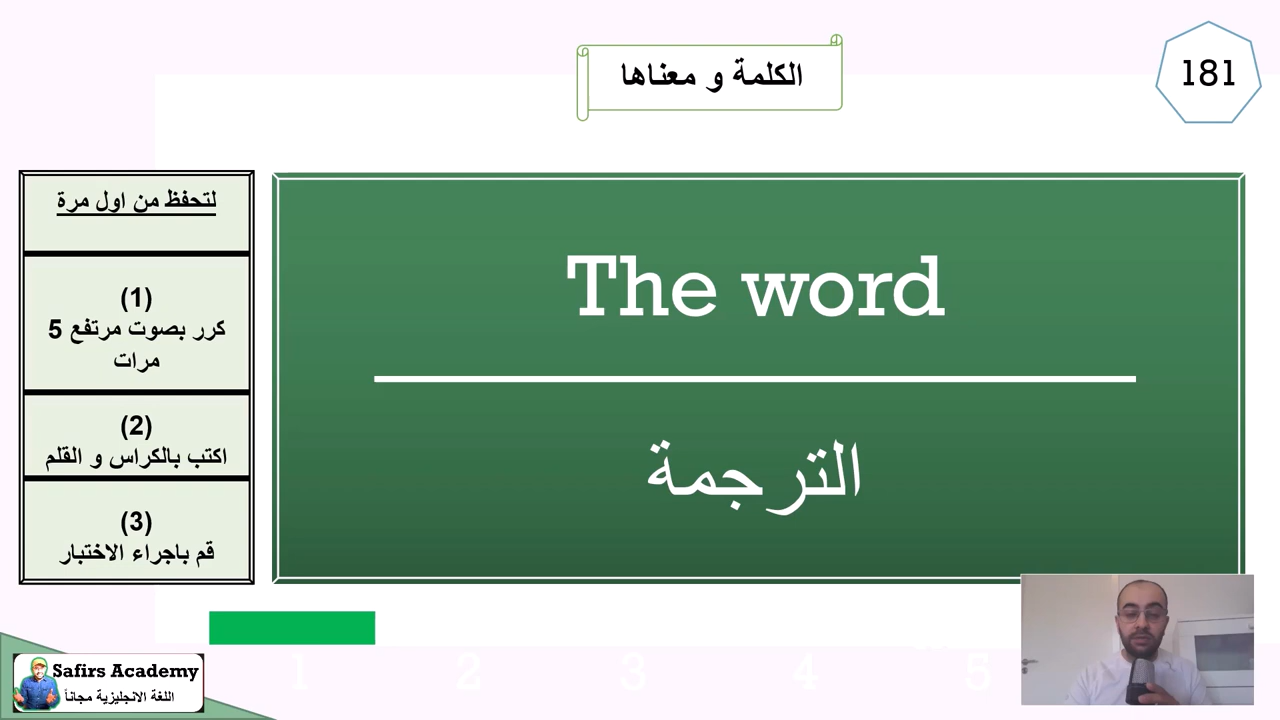 الكلمة و معناها
181
لتحفظ من اول مرة
(1)
كرر بصوت مرتفع 5
مرات
(2)
اكتب بالكراس و القلم
(3)
قم باجراء الاختبار
The word
الترجمة
1 2 3 4 5
Safirs Academy
اللغة الانجليزية مجاناً